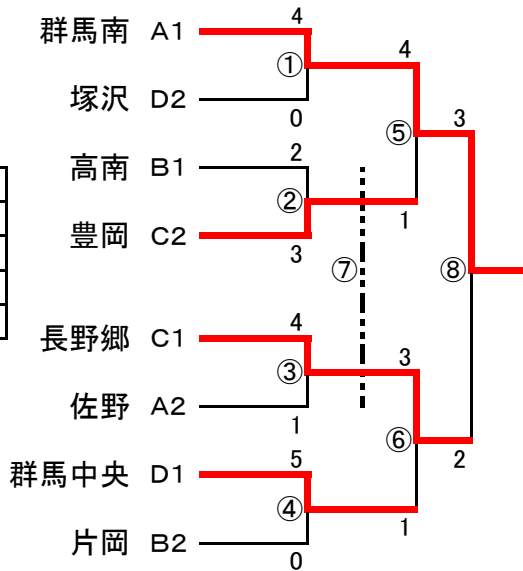 群馬南 A1 4
① 4
塚沢 D2 0
⑤ 3
高南 B1 2
② 1
豊岡 C2 3
⑦ ⑧
長野郷 C1 4
③ 3
佐野 A2 1
⑥ 2
群馬中央 D1 5
④ 1
片岡 B2 0